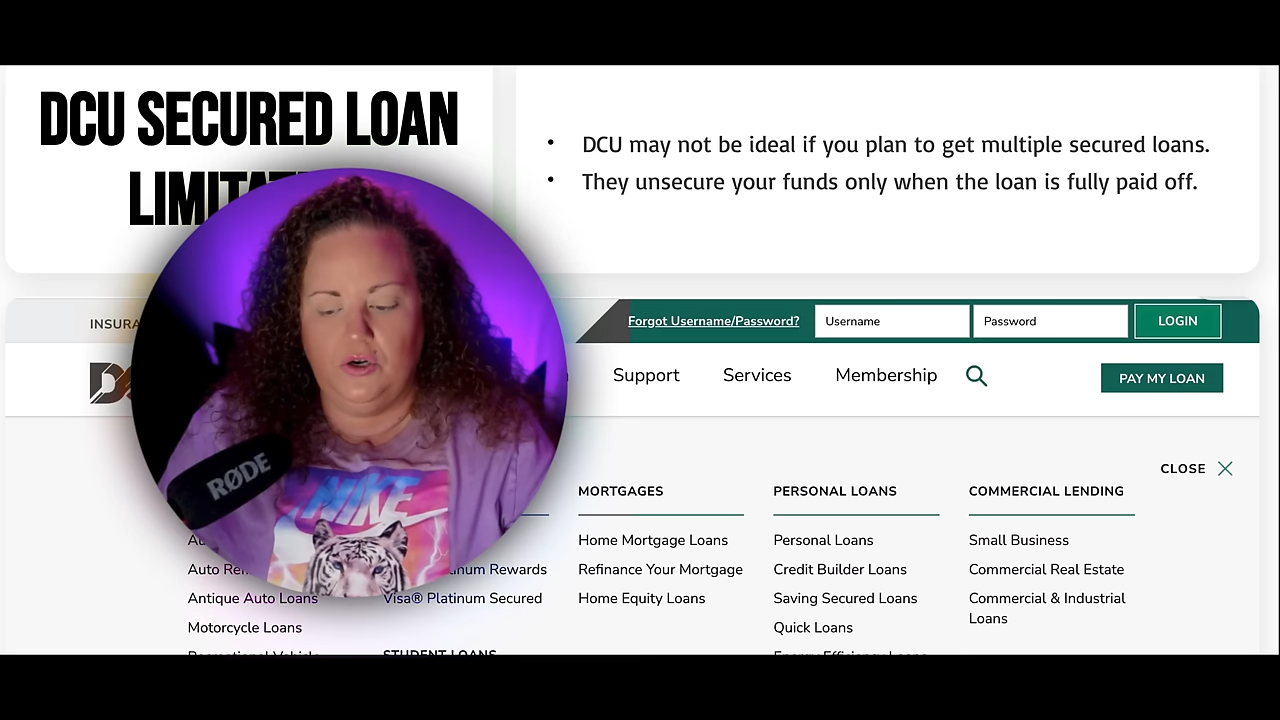 DCU SECURED LOAN
DCU may not be ideal if you plan to get multiple secured loans.
They unsecure your funds only when the loan is fully paid off.
Forgot Username/Password?
Username
Password
LOGIN
Support
Services
Membership
PAY MY LOAN
CLOSE
RØDE
NIKE
MORTGAGES
Home Mortgage Loans
Refinance Your Mortgage
Home Equity Loans
PERSONAL LOANS
Personal Loans
Credit Builder Loans
Saving Secured Loans
Quick Loans
COMMERCIAL LENDING
Small Business
Commercial Real Estate
Commercial & Industrial
Loans
Auto
Antique Auto Loans
Motorcycle Loans
Rewards
Visa® Platinum Secured
STUDENT LOANS